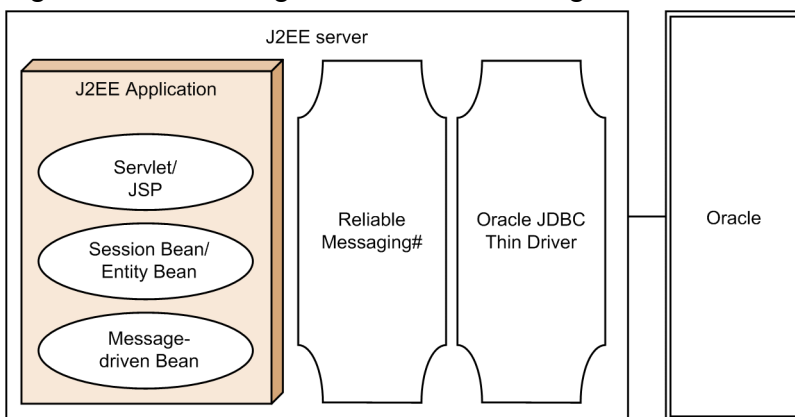 J2EE server
J2EE Application
Servlet/
JSP
Session Bean/
Entity Bean
Message-
driven Bean
Reliable
Messaging#
Oracle JDBC
Thin Driver
Oracle